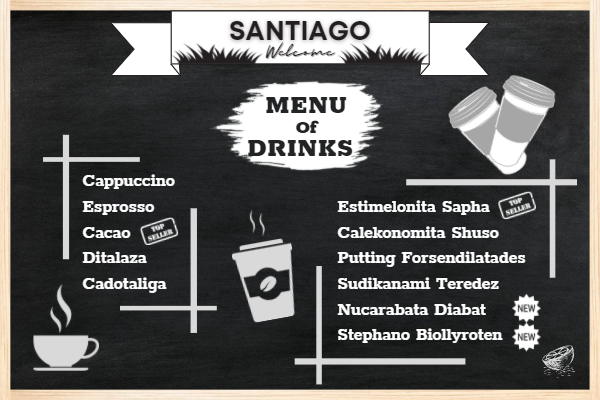 SANTIAGO
Welcome
MENU
OF
DRINKS
Cappuccino
Esprosso
Cacao
TOP SELLER
Ditalaza
Cadotaliga
Estimelonita Sapha
TOP SELLER
Calekonomita Shuso
Putting Forsendilatades
Sudikanami Teredez
Nucarabata Diabat
NEW
Stephano Biollyroten
NEW